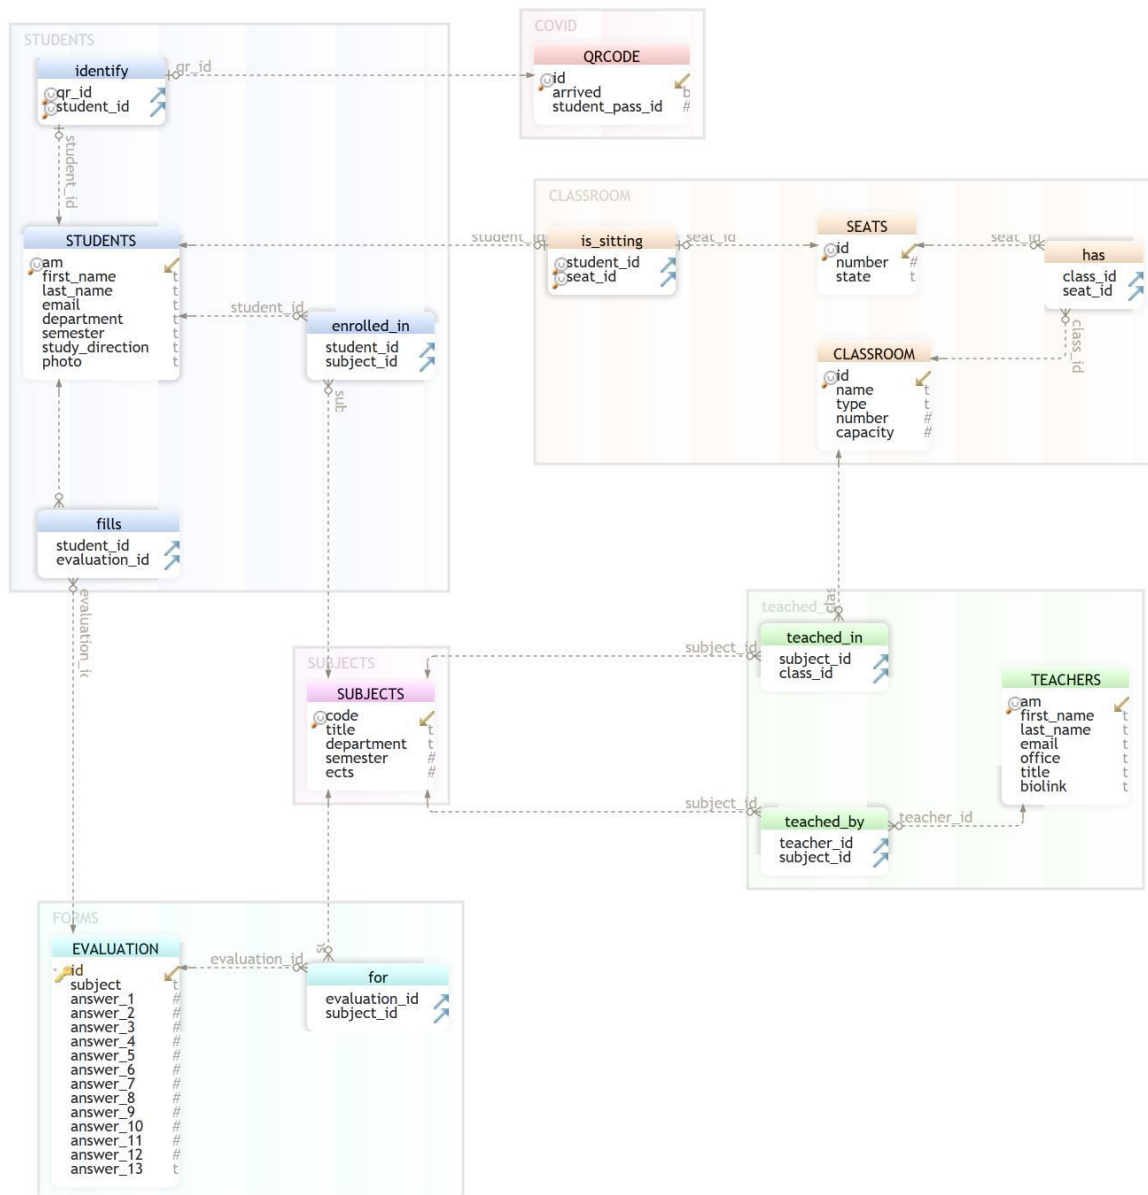 STUDENTS
identify
qr_id
student_id
qr_id
student_id
STUDENTS
am
first_name t
last_name t
email t
department t
semester t
study_direction t
photo t
student_id
enrolled_in
student_id
subject_id
sub
fills
student_id
evaluation_id
COVID
QRCODE
id
arrived b
student_pass_id #
CLASSROOM
student_id
is_sitting
student_id
seat_id
seat_id
SEATS
id
number #
state t
seat_id
has
class_id
seat_id
class_id
CLASSROOM
id
name t
type t
number #
capacity #
clas
teached_
teached_in
subject_id
class_id
subject_id
TEACHERS
am
first_name t
last_name t
email t
office t
title t
biolink t
teached_by
teacher_id
subject_id
subject_id
teacher_id
SUBJECTS
SUBJECTS
code
title t
department t
semester #
ects #
FORMS
EVALUATION
id
subject t
answer_1 #
answer_2 #
answer_3 #
answer_4 #
answer_5 #
answer_6 #
answer_7 #
answer_8 #
answer_9 #
answer_10 #
answer_11 #
answer_12 #
answer_13 t
evaluation_id
for
evaluation_id
subject_id